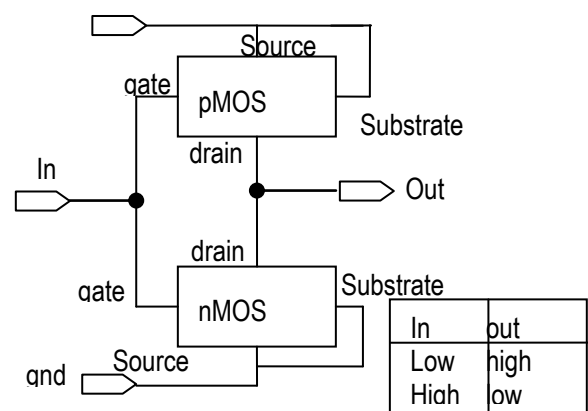 Source
gate
pMOS
Substrate
drain
In
Out
drain
Substrate
gate
nMOS
In out
Source
Low high
gnd
High low